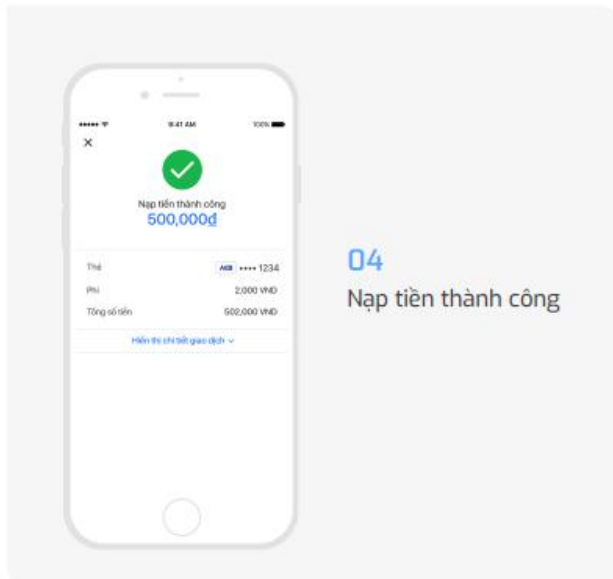 9:41 AM 100%
Nạp tiền thành công
500,000đ
Thẻ ACB •••• 1234
Phí 2,000 VND
Tổng số tiền 502,000 VND
Hiển thị chi tiết giao dịch
04
Nạp tiền thành công